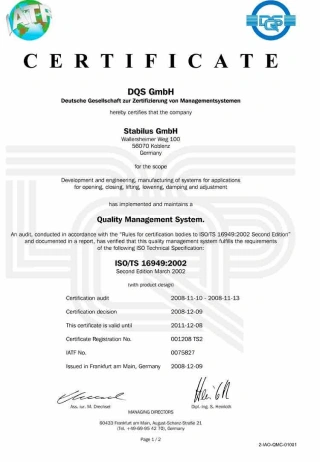 IATF
DQS
CERTIFICATE
DQS GmbH
Deutsche Gesellschaft zur Zertifizierung von Managementsystemen
hereby certifies that the company
Stabilus GmbH
Wallersheimer Weg 100
56070 Koblenz
Germany
for the scope
Development and engineering, manufacturing of systems for applications
for opening, closing, lifting, lowering, damping and adjustment
has implemented and maintains a
Quality Management System.
An audit, conducted in accordance with the "Rules for certification bodies to ISO/TS 16949:2002 Second Edition"
and documented in a report, has verified that this quality management system fulfills the requirements
of the following ISO Technical Specification:
ISO/TS 16949:2002
Second Edition March 2002
(with product design)
Certification audit 2008-11-10 - 2008-11-13
Certification decision 2008-12-09
This certificate is valid until 2011-12-08
Certificate Registration No. 001208 TS2
IATF No. 0075827
Issued in Frankfurt am Main, Germany 2008-12-09
Ass. iur. M. Drechsel Dipl.-Ing. S. Heinloth
MANAGING DIRECTORS
60433 Frankfurt am Main, August-Schanz-Straße 21
(Tel. +49-69-95 42 70), Germany
Page 1 / 2
2-IAO-QMC-01001